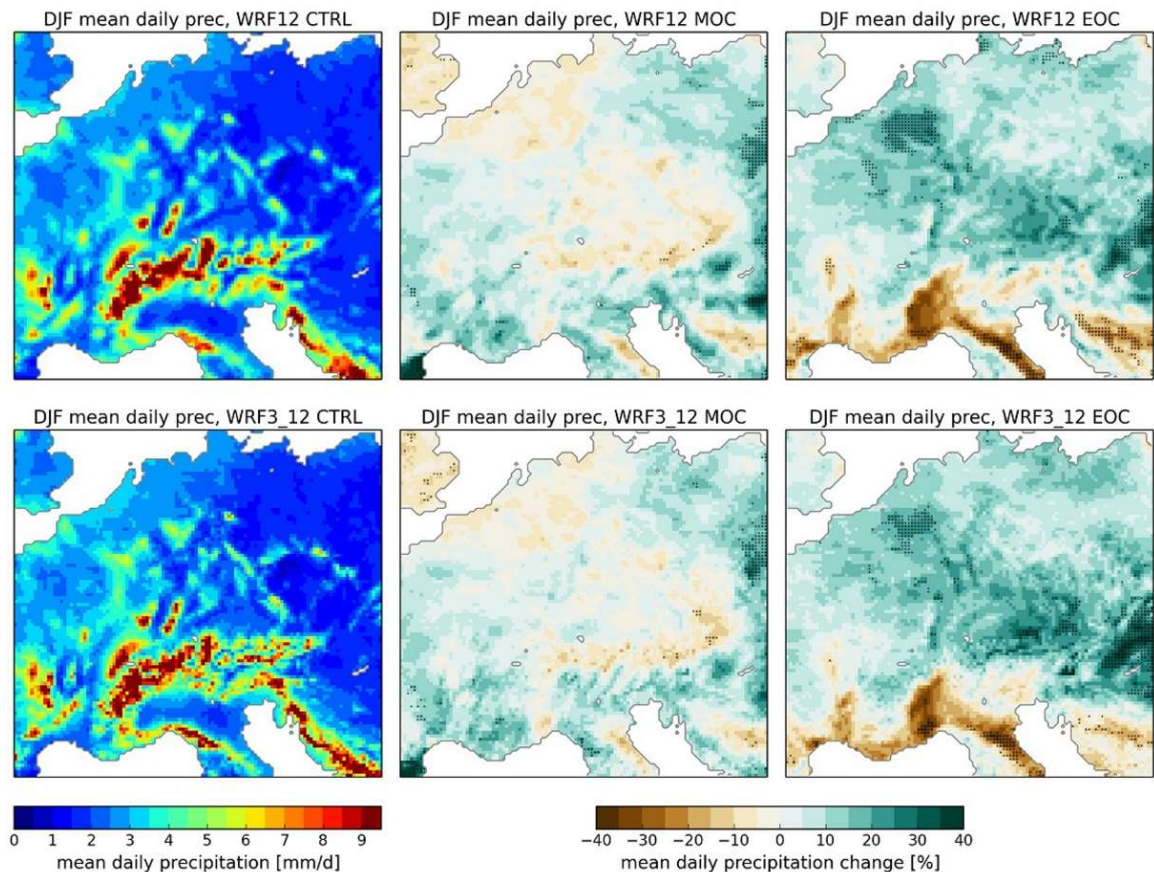 DJF mean daily prec, WRF12 CTRL
DJF mean daily prec, WRF12 MOC
DJF mean daily prec, WRF12 EOC
DJF mean daily prec, WRF3_12 CTRL
DJF mean daily prec, WRF3_12 MOC
DJF mean daily prec, WRF3_12 EOC
0 1 2 3 4 5 6 7 8 9
mean daily precipitation [mm/d]
−40 −30 −20 −10 0 10 20 30 40
mean daily precipitation change [%]